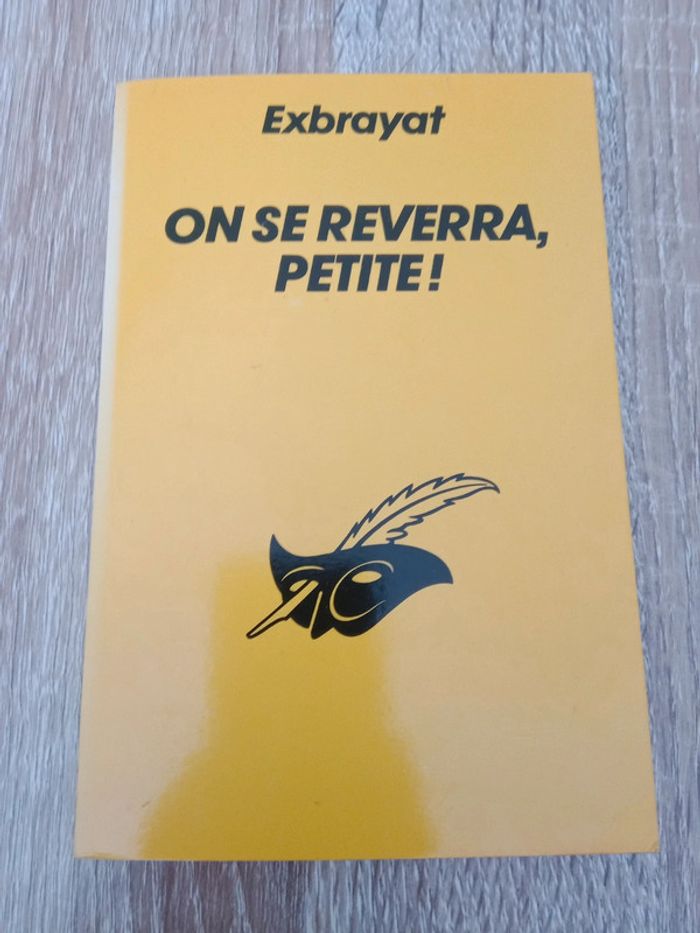 Exbrayat
ON SE REVERRA,
PETITE!